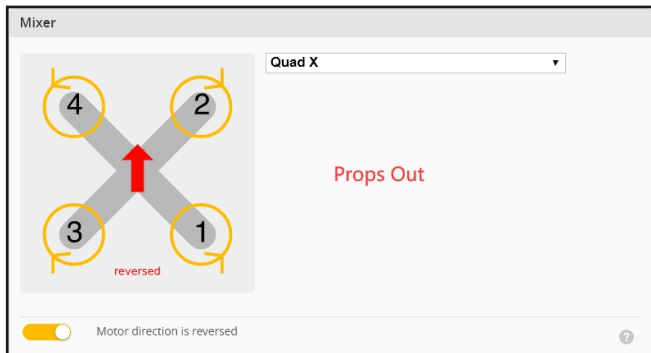 Mixer
Quad X
4
2
Props Out
3
1
reversed
Motor direction is reversed
?